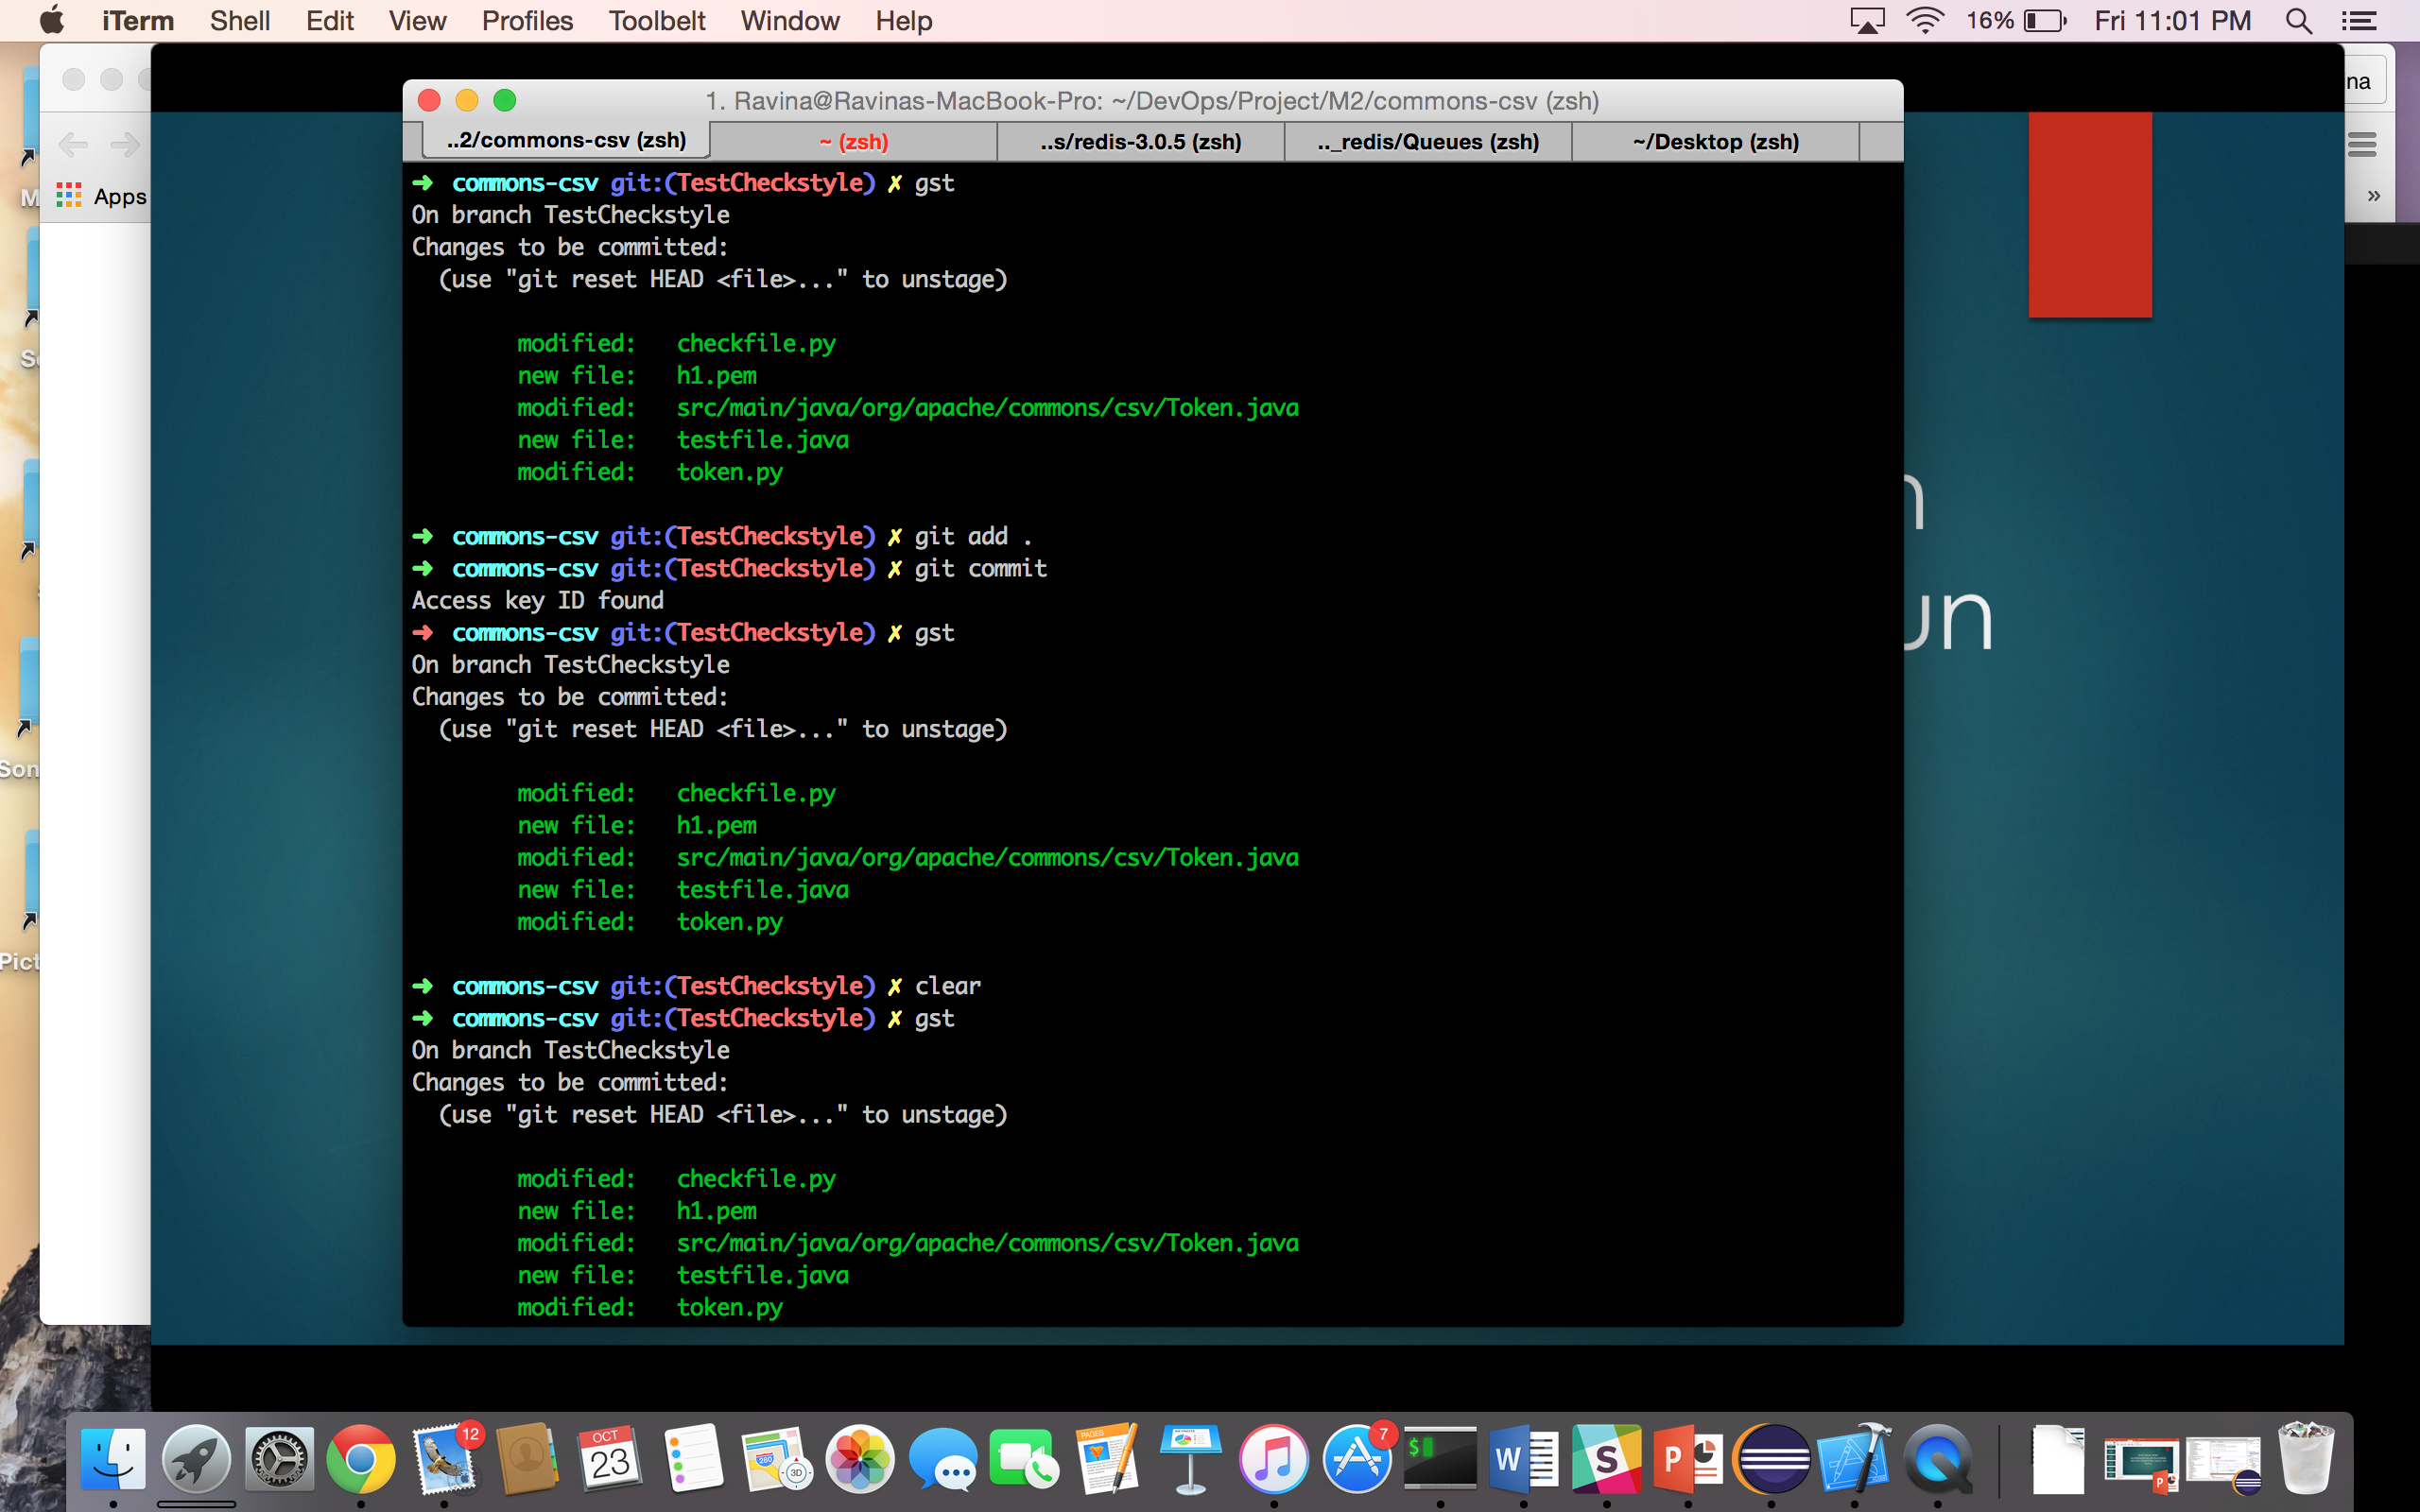 iTerm Shell Edit View Profiles Toolbelt Window Help 16% Fri 11:01 PM
1. Ravina@Ravinas-MacBook-Pro: ~/DevOps/Project/M2/commons-csv (zsh)
..2/commons-csv (zsh) ~ (zsh) ..s/redis-3.0.5 (zsh) .._redis/Queues (zsh) ~/Desktop (zsh)
na
Apps »
➜ commons-csv git:(TestCheckstyle) ✗ gst
On branch TestCheckstyle
Changes to be committed:
(use "git reset HEAD <file>..." to unstage)
modified: checkfile.py
new file: h1.pem
modified: src/main/java/org/apache/commons/csv/Token.java
new file: testfile.java
modified: token.py
➜ commons-csv git:(TestCheckstyle) ✗ git add .
➜ commons-csv git:(TestCheckstyle) ✗ git commit
Access key ID found
➜ commons-csv git:(TestCheckstyle) ✗ gst
On branch TestCheckstyle
Changes to be committed:
(use "git reset HEAD <file>..." to unstage)
modified: checkfile.py
new file: h1.pem
modified: src/main/java/org/apache/commons/csv/Token.java
new file: testfile.java
modified: token.py
➜ commons-csv git:(TestCheckstyle) ✗ clear
➜ commons-csv git:(TestCheckstyle) ✗ gst
On branch TestCheckstyle
Changes to be committed:
(use "git reset HEAD <file>..." to unstage)
modified: checkfile.py
new file: h1.pem
modified: src/main/java/org/apache/commons/csv/Token.java
new file: testfile.java
modified: token.py
un
Son
Pict
12 OCT 23 280 3D PAGES 7 $ W S P